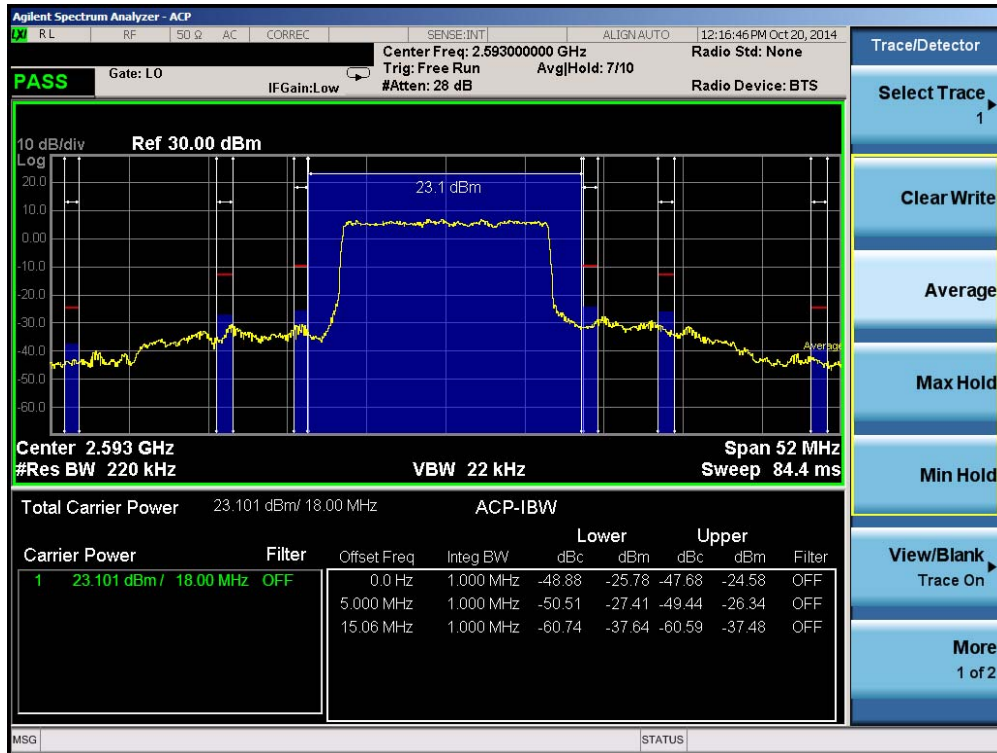 Agilent Spectrum Analyzer - ACP
LXI RL RF 50 Ω AC CORREC SENSE:INT ALIGN AUTO 12:16:46 PM Oct 20, 2014
Center Freq: 2.593000000 GHz Radio Std: None
Trig: Free Run Avg|Hold: 7/10
PASS Gate: LO IFGain:Low #Atten: 28 dB Radio Device: BTS
10 dB/div Ref 30.00 dBm
Log
20.0
23.1 dBm
10.0
0.00
-10.0
-20.0
-30.0
-40.0
Average
-50.0
-60.0
Center 2.593 GHz Span 52 MHz
#Res BW 220 kHz VBW 22 kHz Sweep 84.4 ms
Total Carrier Power 23.101 dBm/ 18.00 MHz ACP-IBW
Lower Upper
Carrier Power Filter Offset Freq Integ BW dBc dBm dBc dBm Filter
1 23.101 dBm / 18.00 MHz OFF 0.0 Hz 1.000 MHz -48.88 -25.78 -47.68 -24.58 OFF
5.000 MHz 1.000 MHz -50.51 -27.41 -49.44 -26.34 OFF
15.06 MHz 1.000 MHz -60.74 -37.64 -60.59 -37.48 OFF
MSG STATUS
Trace/Detector
Select Trace
1
Clear Write
Average
Max Hold
Min Hold
View/Blank
Trace On
More
1 of 2